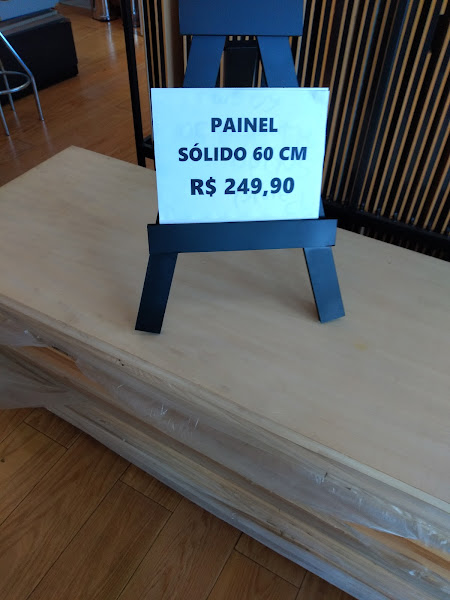 PAINEL
SÓLIDO 60 CM
R$ 249,90